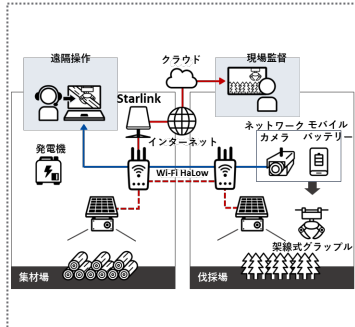 遠隔操作
クラウド
現場監督
Starlink
インターネット
ネットワーク モバイル
カメラ バッテリー
発電機
Wi-Fi HaLow
架線式グラップル
集材場
伐採場